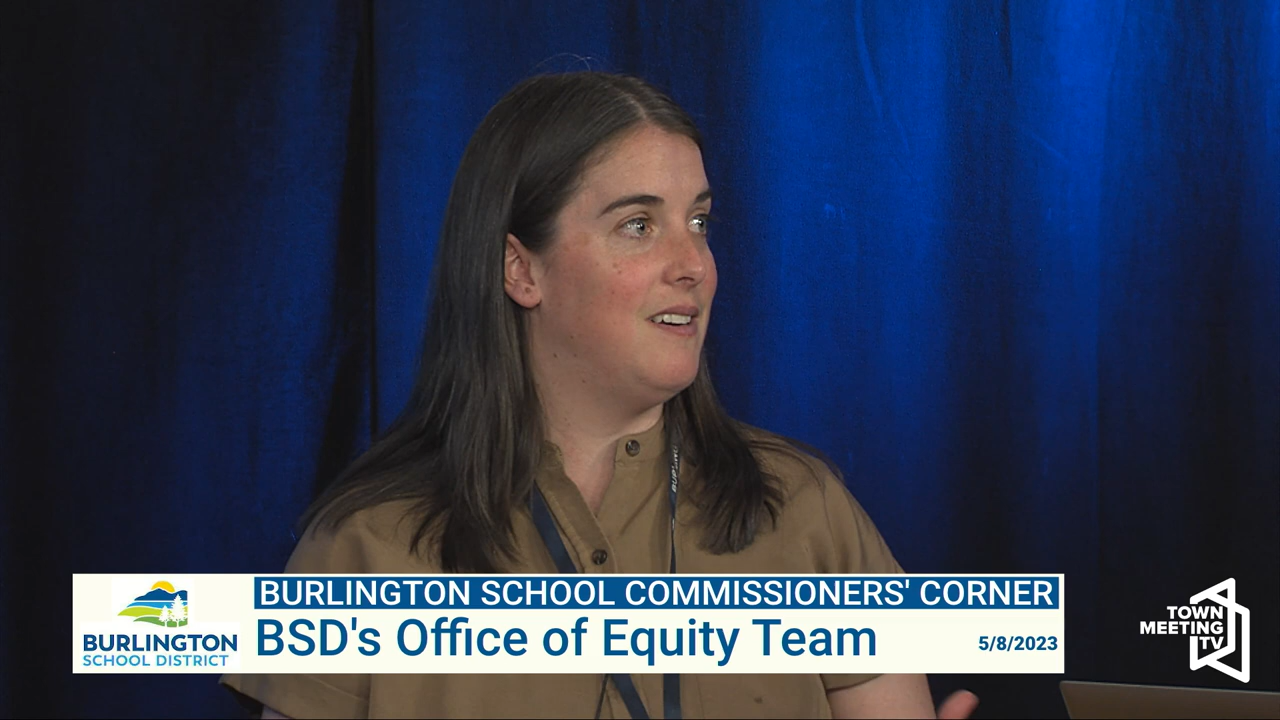 BURLINGTON SCHOOL COMMISSIONERS' CORNER
BSD's Office of Equity Team
5/8/2023
BURLINGTON
SCHOOL DISTRICT
TOWN
MEETING
TV